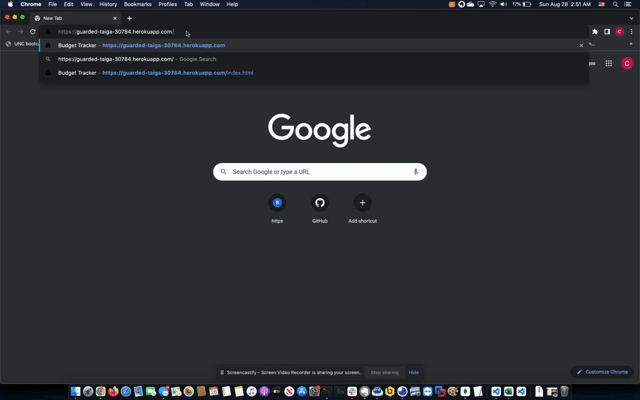 Chrome File Edit View History Bookmarks Profiles Tab Window Help
17% Sun Aug 28 2:51 AM
New Tab
https://guarded-taiga-30784.herokuapp.com/
C
UNC bootc
Budget Tracker - https://guarded-taiga-30784.herokuapp.com
https://guarded-taiga-30784.herokuapp.com/ - Google Search
Budget Tracker - https://guarded-taiga-30784.herokuapp.com/index.html
C
Google
Search Google or type a URL
https
GitHub
Add shortcut
Screencastify - Screen Video Recorder is sharing your screen.
Stop sharing
Hide
Customize Chrome